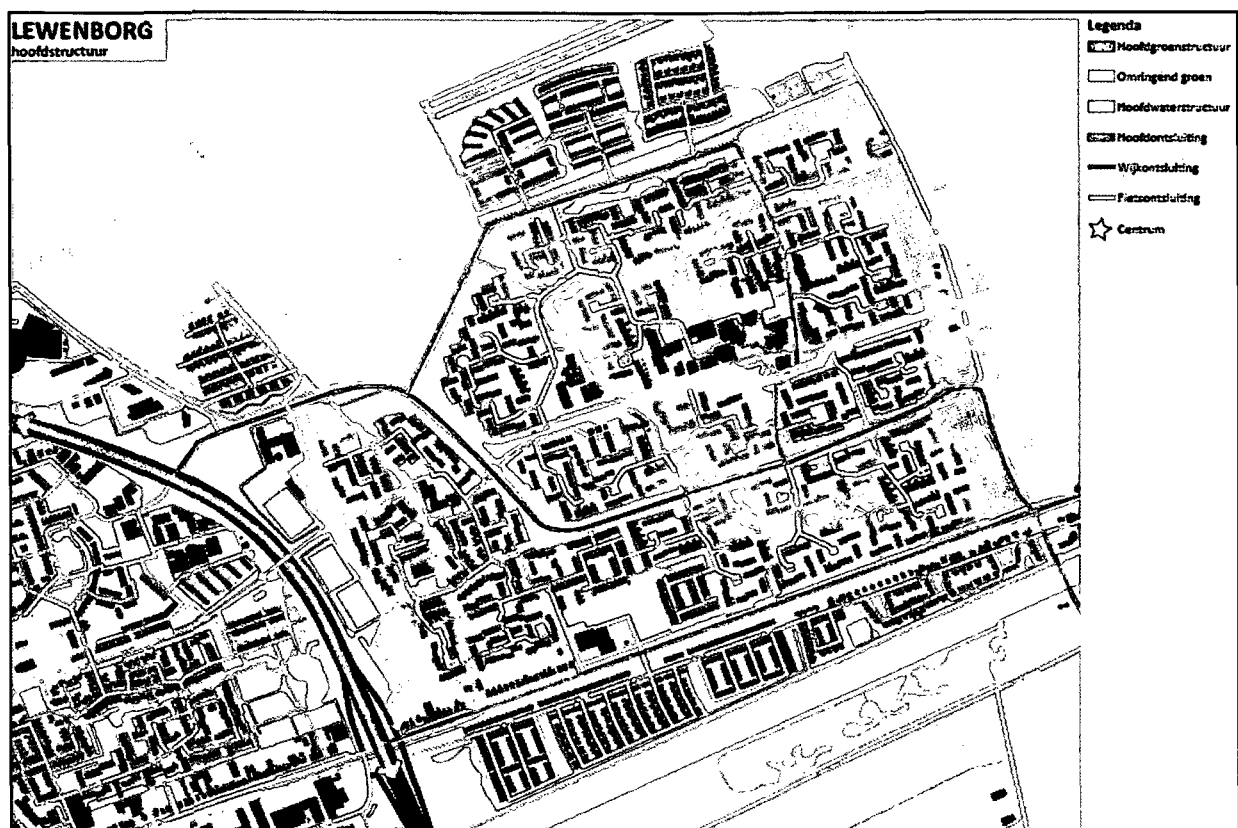 LEWENBORG
hoofdstructuur
Legenda
Hoofdgroenstructuur
Omringend groen
Hoofdwaterstructuur
Hoofdontsluiting
Wijkontsluiting
Fietsontsluiting
Centrum